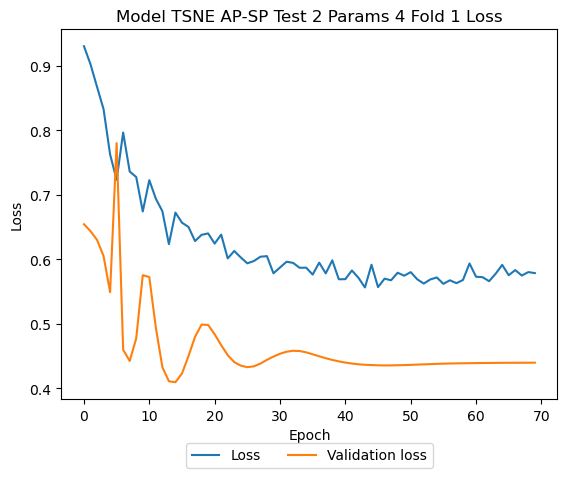 Model TSNE AP-SP Test 2 Params 4 Fold 1 Loss
0.9
0.8
0.7
0.6
0.5
0.4
Loss
0 10 20 30 40 50 60 70
Epoch
Loss Validation loss